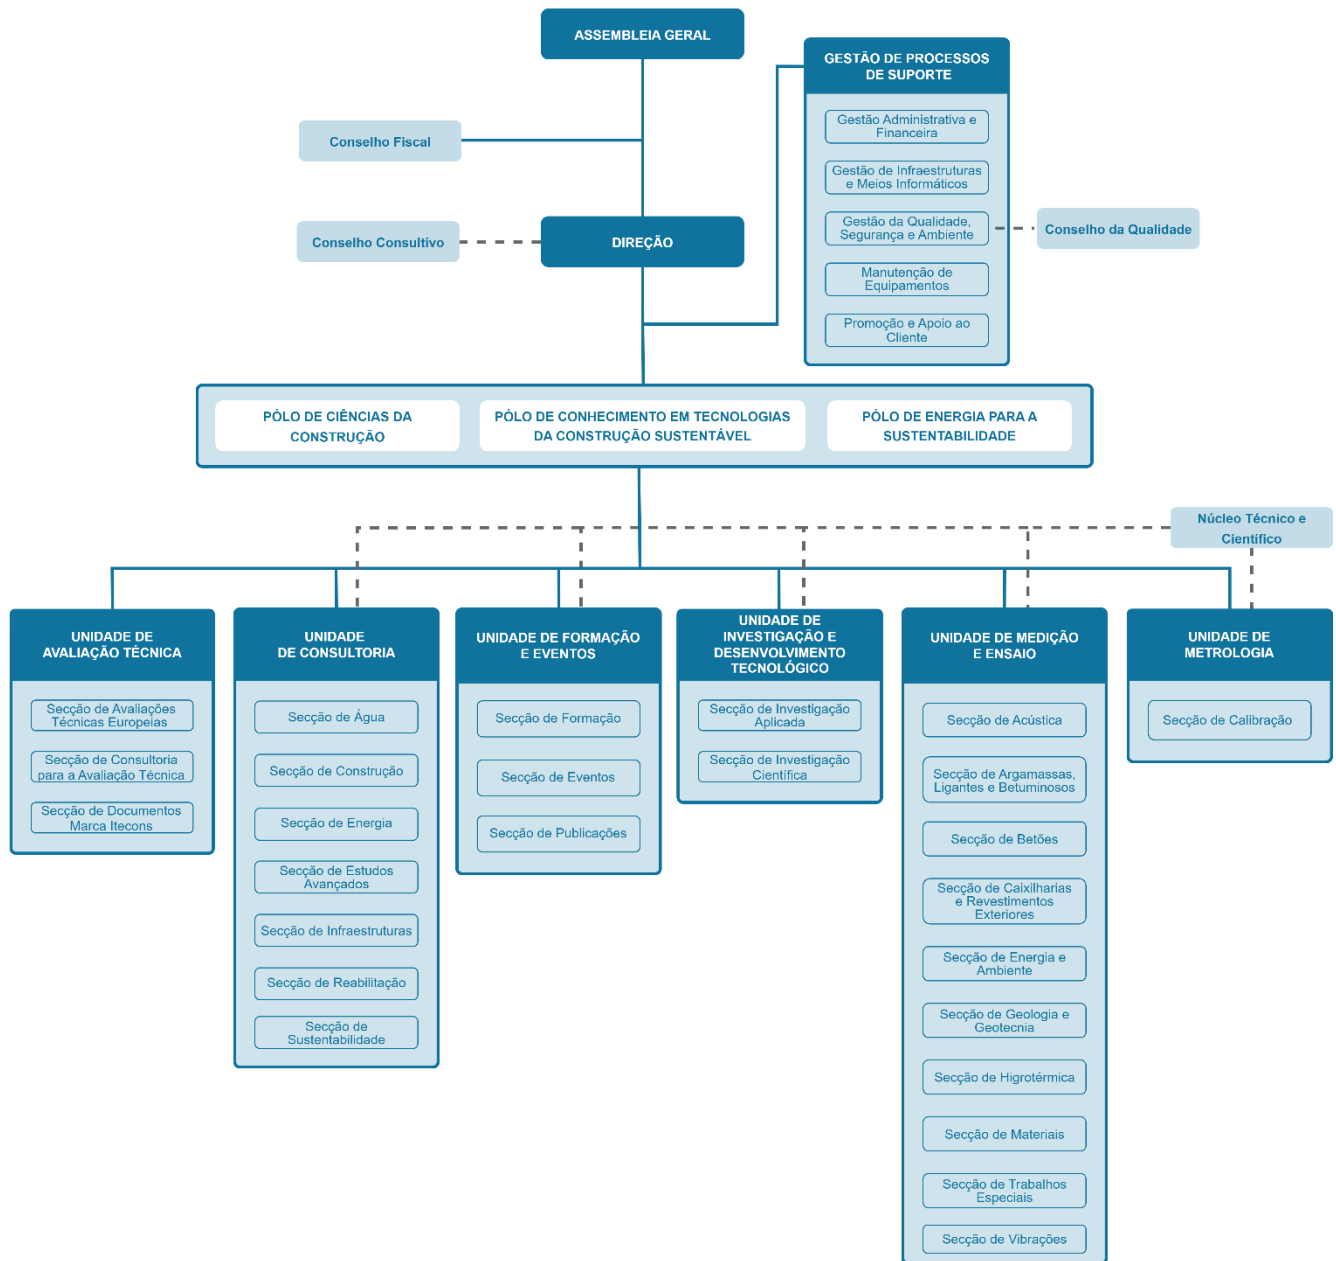 ASSEMBLEIA GERAL
GESTÃO DE PROCESSOS
DE SUPORTE
Gestão Administrativa e
Financeira
Conselho Fiscal
Gestão de Infraestruturas
e Meios Informáticos
Conselho Consultivo
DIREÇÃO
Gestão da Qualidade,
Segurança e Ambiente
Conselho da Qualidade
Manutenção de
Equipamentos
Promoção e Apoio ao
Cliente
PÓLO DE CIÊNCIAS DA
CONSTRUÇÃO
PÓLO DE CONHECIMENTO EM TECNOLOGIAS
DA CONSTRUÇÃO SUSTENTÁVEL
PÓLO DE ENERGIA PARA A
SUSTENTABILIDADE
Núcleo Técnico e
Científico
UNIDADE DE
AVALIAÇÃO TÉCNICA
Secção de Avaliações
Técnicas Europeias
Secção de Consultoria
para a Avaliação Técnica
Secção de Documentos
Marca Itecons
UNIDADE
DE CONSULTORIA
Secção de Água
Secção de Construção
Secção de Energia
Secção de Estudos
Avançados
Secção de Infraestruturas
Secção de Reabilitação
Secção de
Sustentabilidade
UNIDADE DE FORMAÇÃO
E EVENTOS
Secção de Formação
Secção de Eventos
Secção de Publicações
UNIDADE DE
INVESTIGAÇÃO E
DESENVOLVIMENTO
TECNOLÓGICO
Secção de Investigação
Aplicada
Secção de Investigação
Científica
UNIDADE DE MEDIÇÃO
E ENSAIO
Secção de Acústica
Secção de Argamassas,
Ligantes e Betuminosos
Secção de Betões
Secção de Caixilharias
e Revestimentos
Exteriores
Secção de Energia e
Ambiente
Secção de Geologia e
Geotecnia
Secção de Higrotérmica
Secção de Materiais
Secção de Trabalhos
Especiais
Secção de Vibrações
UNIDADE DE
METROLOGIA
Secção de Calibração